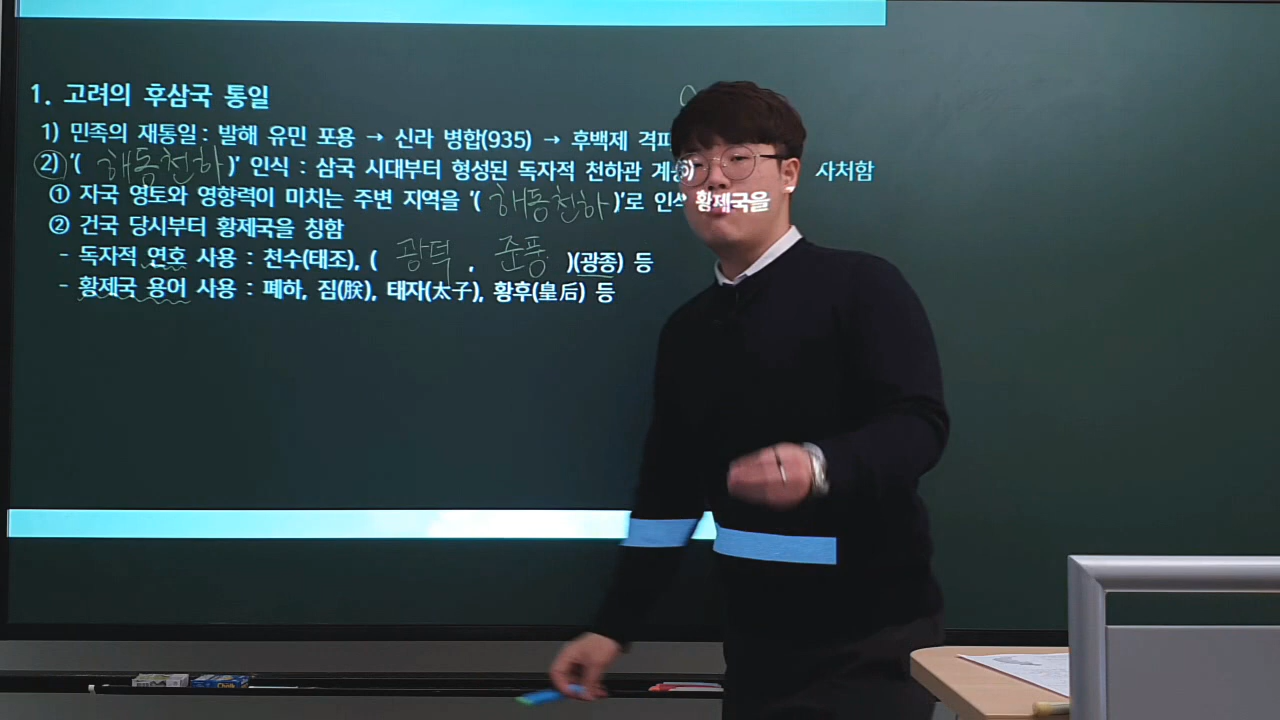 1. 고려의 후삼국 통일
1) 민족의 재통일 : 발해 유민 포용 → 신라 병합(935) → 후백제
2) '( 해동천하 )' 인식 : 삼국 시대부터 형성된 독자적 천하관 사처함
① 자국 영토와 영향력이 미치는 주변 지역을 '( 해동천하 )'로 황제국을
② 건국 당시부터 황제국을 칭함
- 독자적 연호 사용 : 천수(태조), ( 광덕 , 준풍 )(광종) 등
- 황제국 용어 사용 : 폐하, 짐(朕), 태자(太子), 황후(皇后) 등